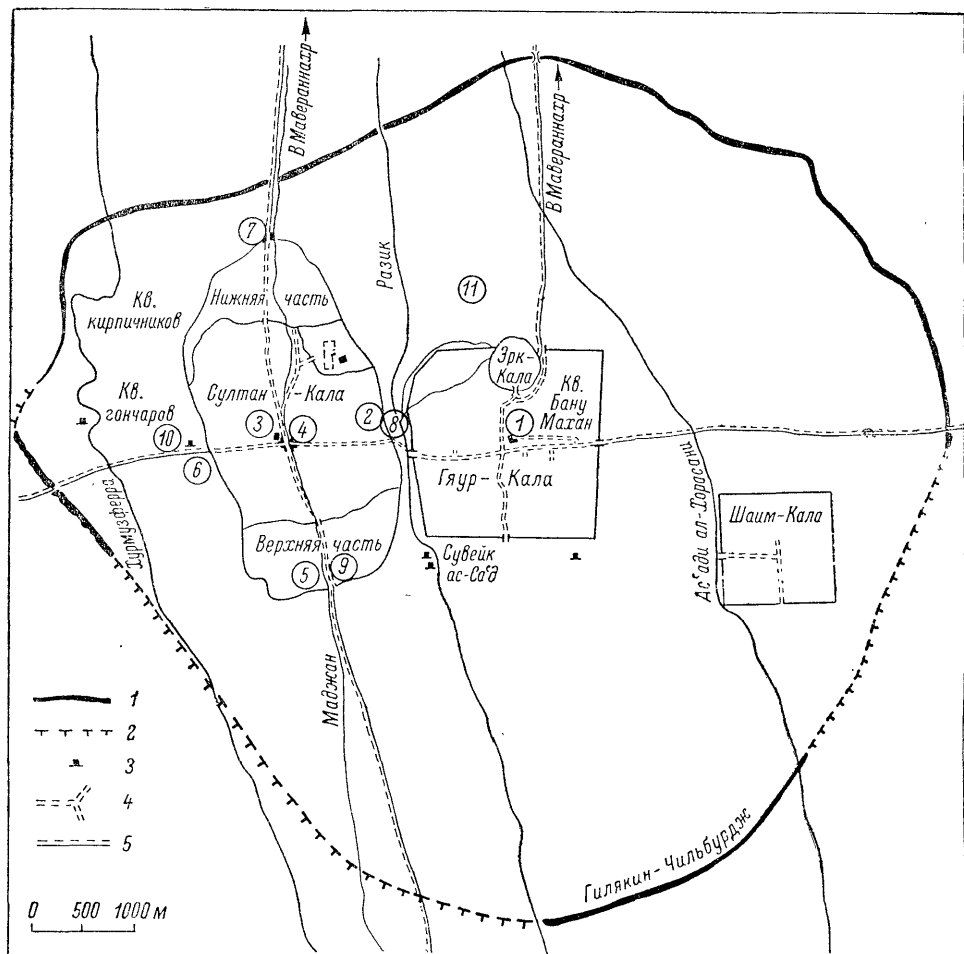 В Мавераннахр
В Мавераннахр
7
Разик
11
Нижняя часть
Кв.
кирпичников
Эрк-
Кала
Кв.
Бану
Махан
Кв.
гончаров
Султан-Кала
10
3
4
2
8
1
6
Гяур-Кала
Хурмузферра
Верхняя часть
5
9
Сувейк
ас-Са‘д
Ас‘ади ал-Хоросани
Шаим-Кала
Маджан
1
2
3
4
5
Гилякин-Чильбурдж
0 500 1000 м